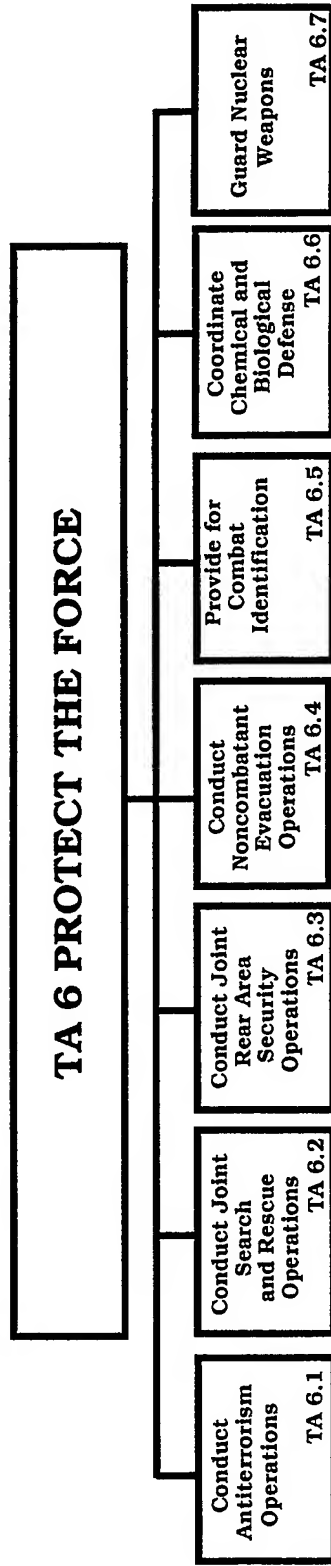 TA 6 PROTECT THE FORCE
Conduct
Antiterrorism
Operations
TA 6.1
Conduct Joint
Search
and Rescue
Operations
TA 6.2
Conduct Joint
Rear Area
Security
Operations
TA 6.3
Conduct
Noncombatant
Evacuation
Operations
TA 6.4
Provide for
Combat
Identification
TA 6.5
Coordinate
Chemical and
Biological
Defense
TA 6.6
Guard Nuclear
Weapons
TA 6.7